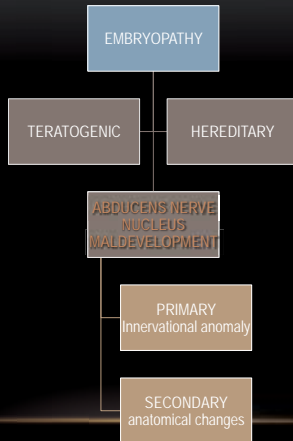 EMBRYOPATHY
TERATOGENIC
HEREDITARY
ABDUCENS NERVE
NUCLEUS
MALDEVELOPMENT
PRIMARY
Innervational anomaly
SECONDARY
anatomical changes